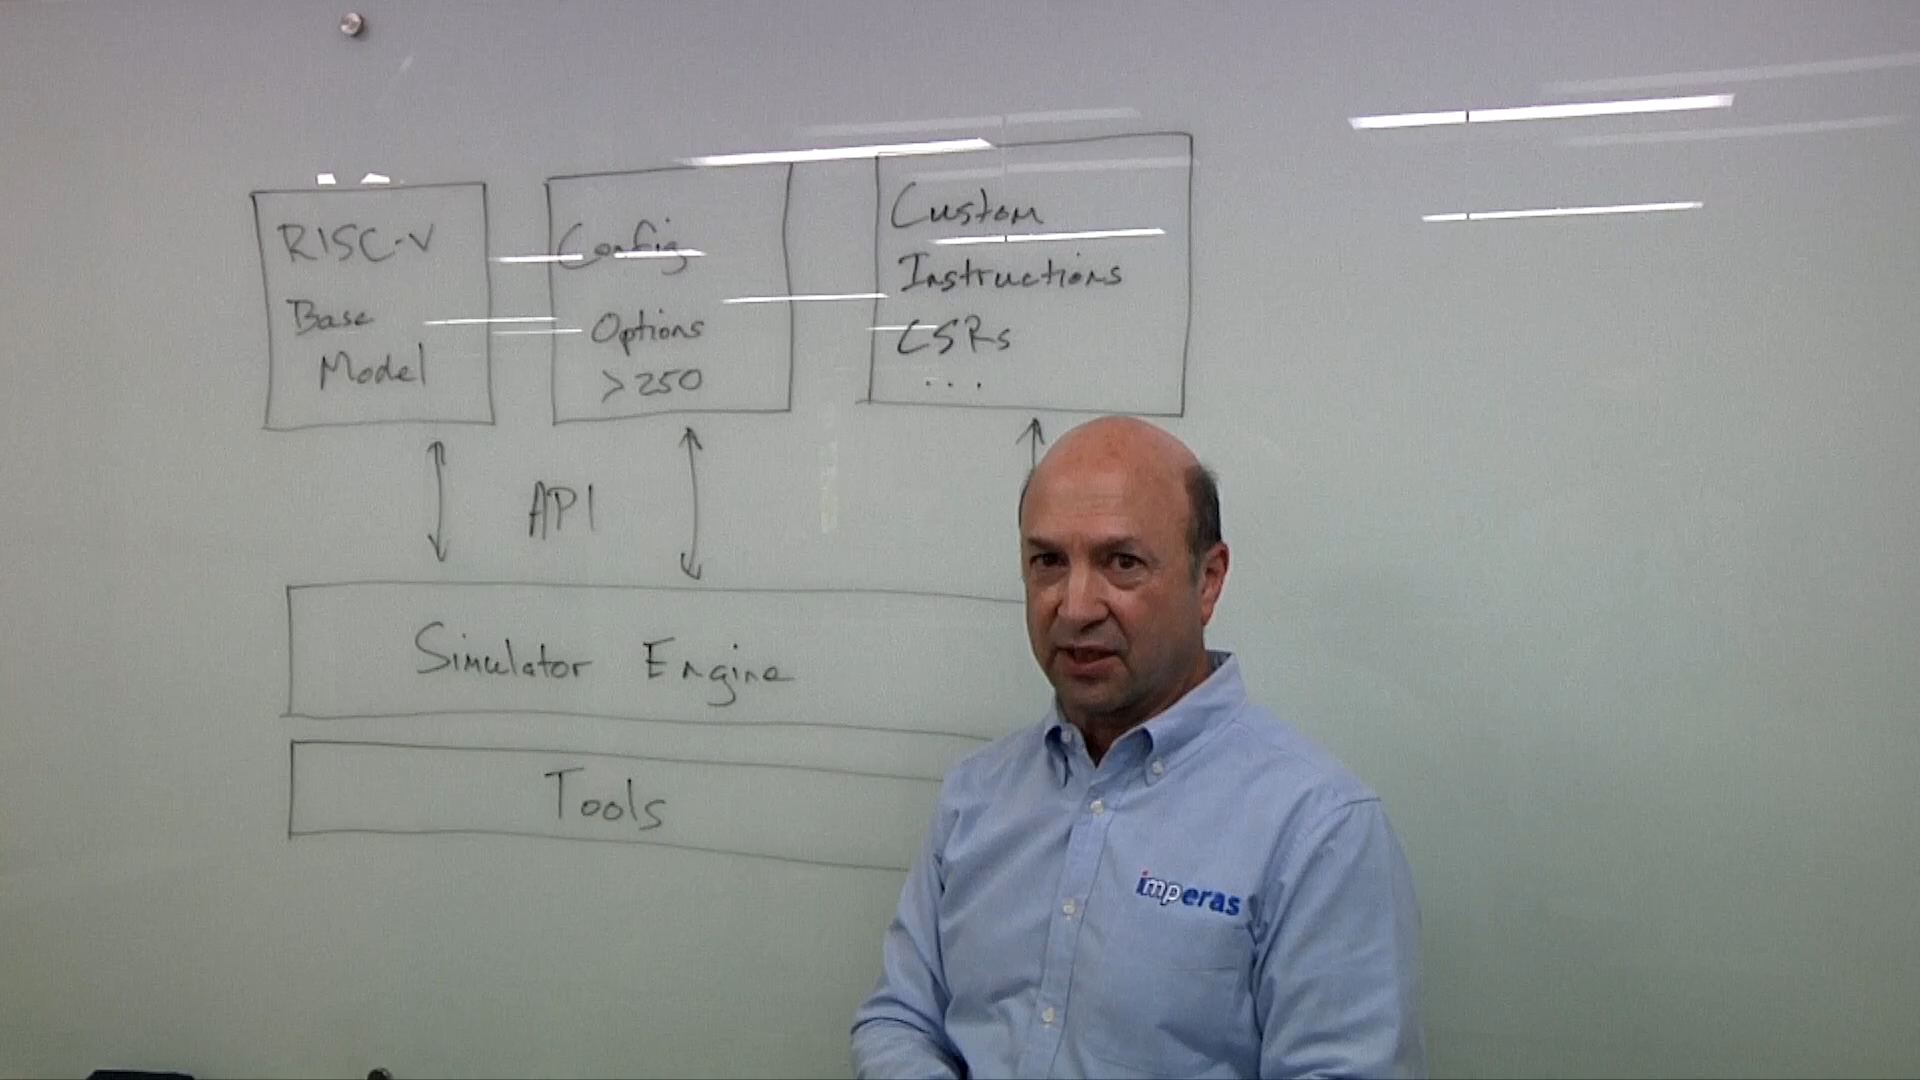 RISC-V
Base
Model
Config
Options
>250
Custom
Instructions
CSRs
...
API
Simulator Engine
Tools
imperas